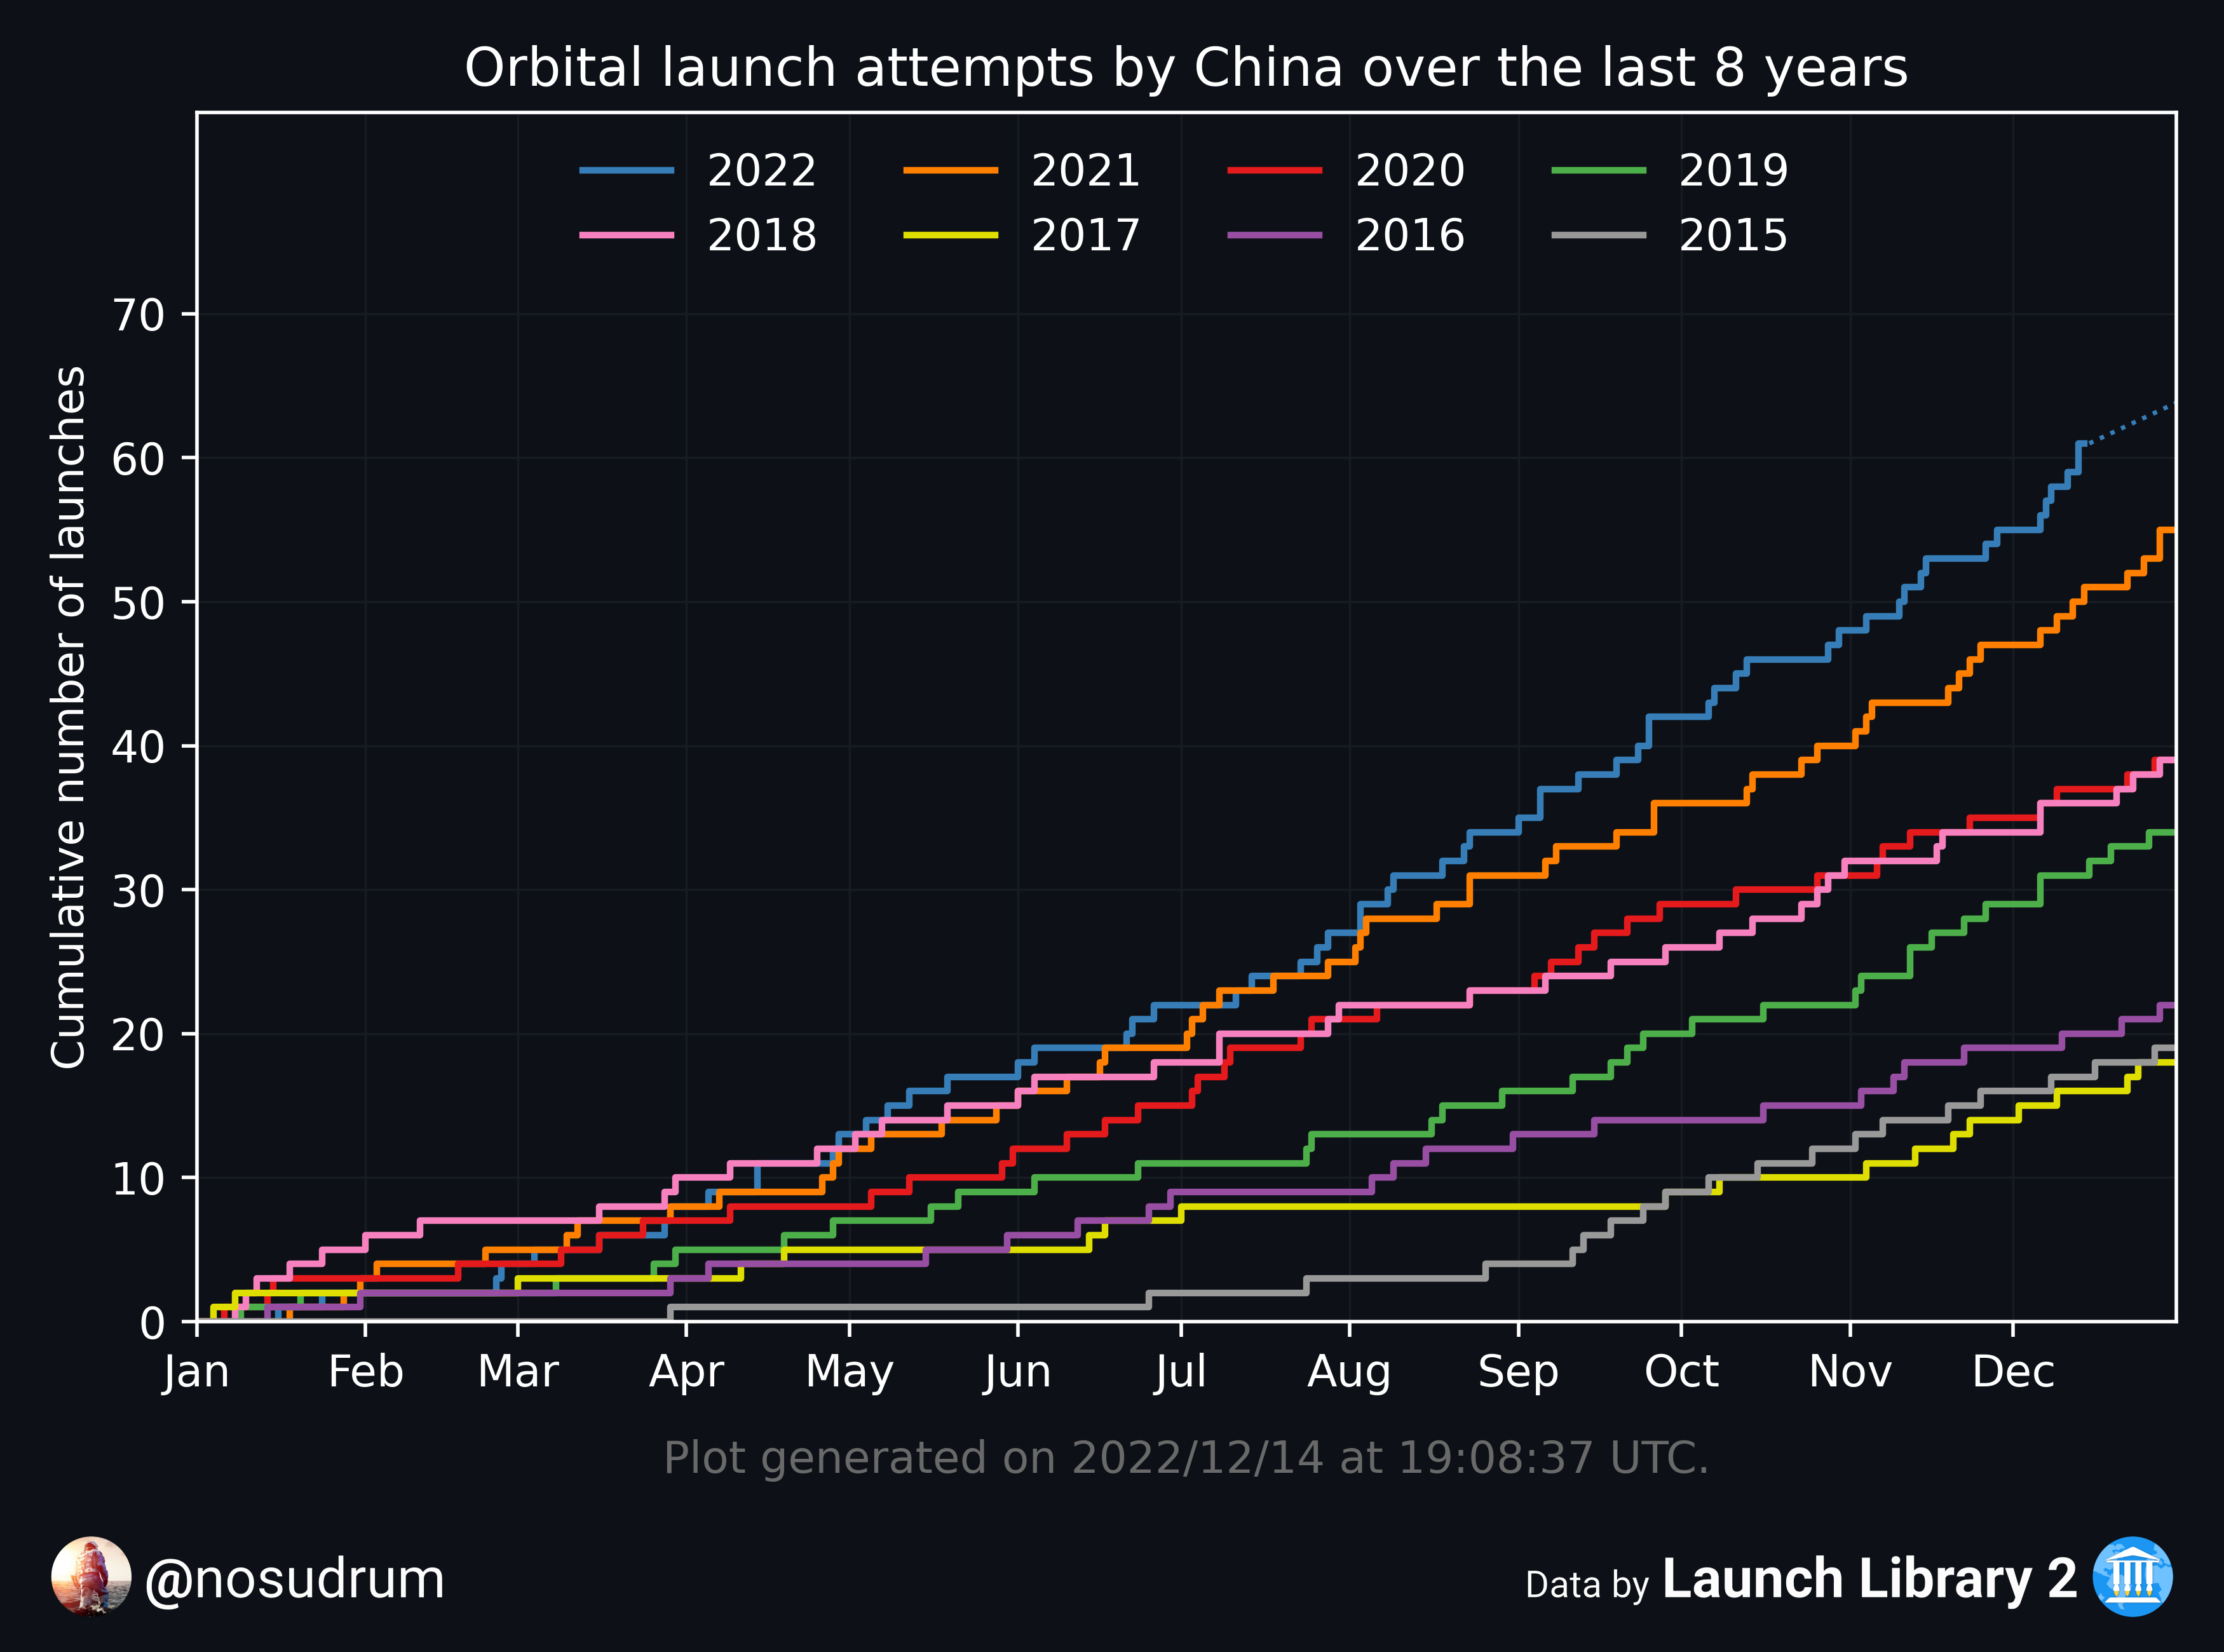 Orbital launch attempts by China over the last 8 years
2022 2021 2020 2019
2018 2017 2016 2015
70
60
50
40
30
20
10
0
Cumulative number of launches
Jan Feb Mar Apr May Jun Jul Aug Sep Oct Nov Dec
Plot generated on 2022/12/14 at 19:08:37 UTC.
@nosudrum
Data by Launch Library 2